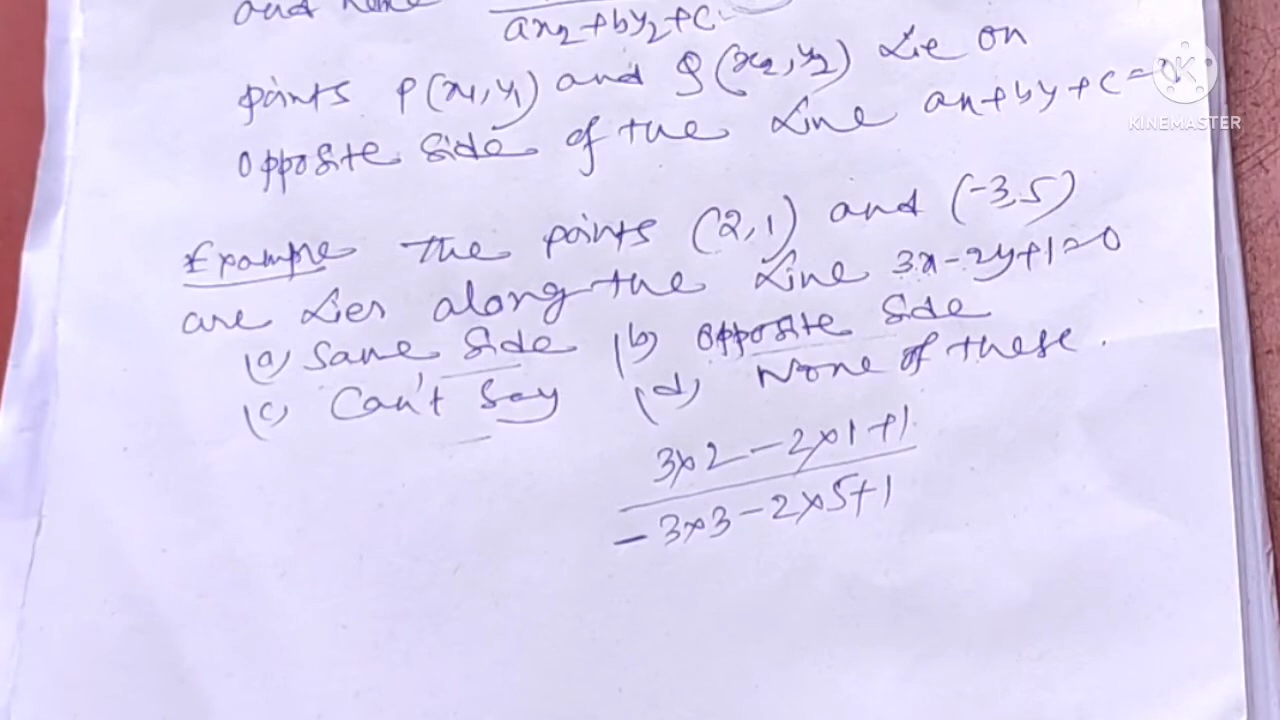 and
ax₂+by₂+c
points P(x₁,y₁) and Q(x₂,y₂) Lie on
opposite side of the Line ax+by+c=
KINEMASTER
Example The points (2,1) and (-3,5)
are Lies along the Line 3x-2y+1=0
(a) Same Side (b) opposite Side
(c) Can't Say (d) None of these.
3×2-2×1+1
-3×3-2×5+1